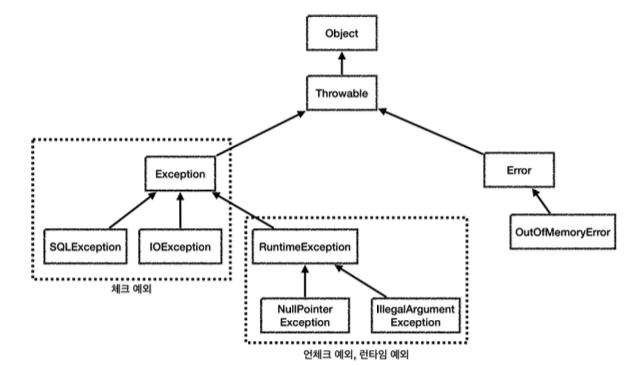 Object
Throwable
Exception
Error
SQLException
IOException
RuntimeException
OutOfMemoryError
체크 예외
NullPointer
Exception
IllegalArgument
Exception
언체크 예외, 런타임 예외